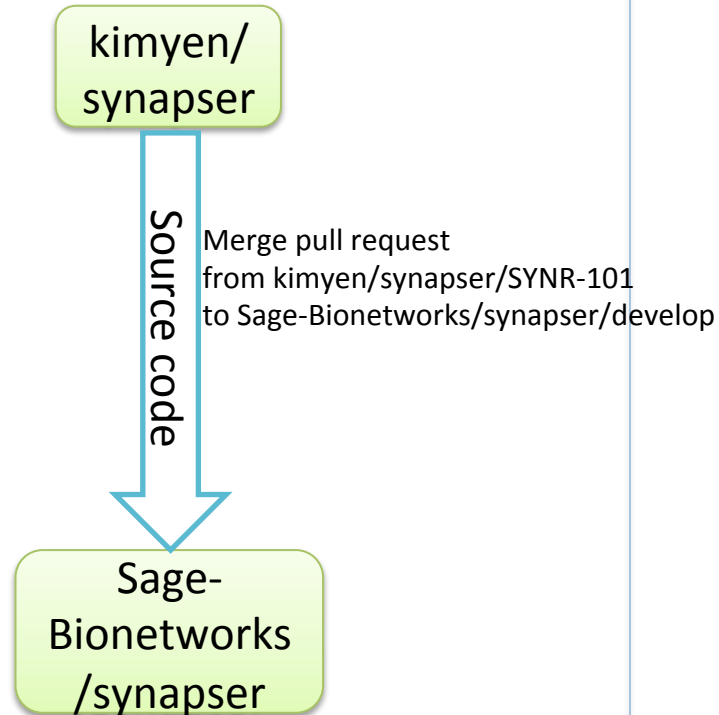 kimyen/
synapser
Source code
Merge pull request
from kimyen/synapser/SYNR-101
to Sage-Bionetworks/synapser/develop
Sage-
Bionetworks
/synapser